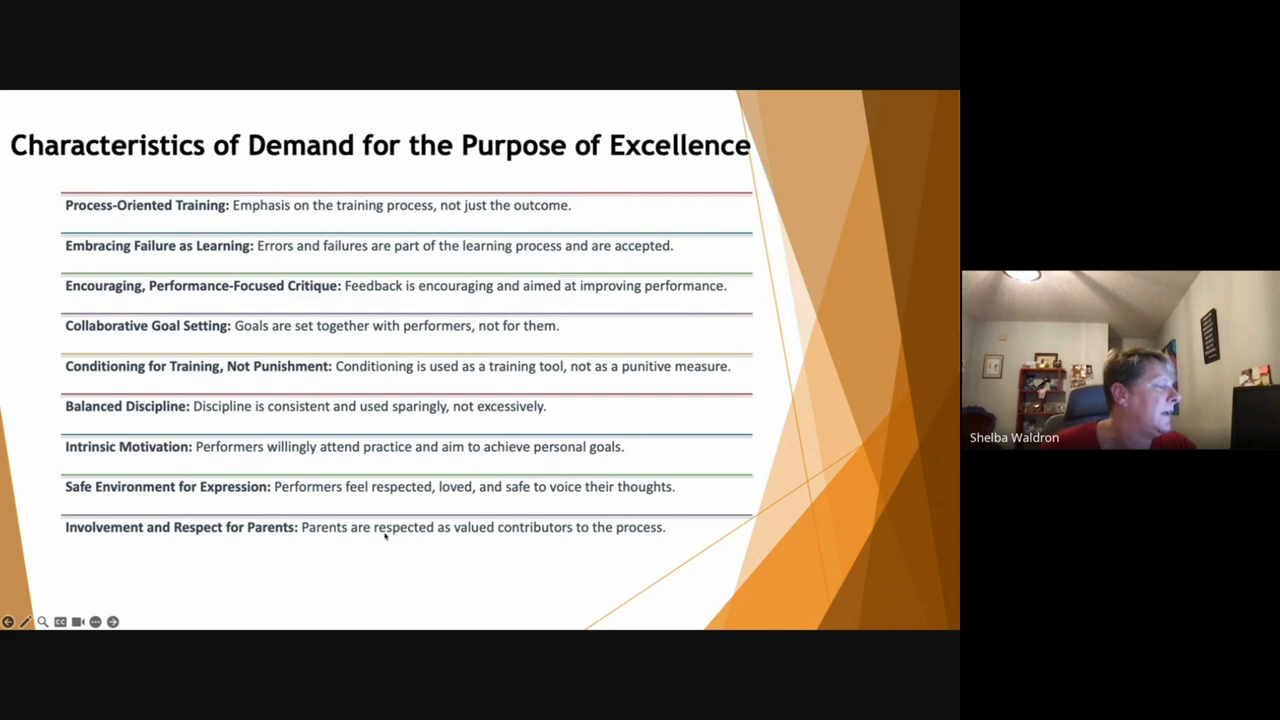 Characteristics of Demand for the Purpose of Excellence
Process-Oriented Training: Emphasis on the training process, not just the outcome.
Embracing Failure as Learning: Errors and failures are part of the learning process and are accepted.
Encouraging, Performance-Focused Critique: Feedback is encouraging and aimed at improving performance.
Collaborative Goal Setting: Goals are set together with performers, not for them.
Conditioning for Training, Not Punishment: Conditioning is used as a training tool, not as a punitive measure.
Balanced Discipline: Discipline is consistent and used sparingly, not excessively.
Intrinsic Motivation: Performers willingly attend practice and aim to achieve personal goals.
Safe Environment for Expression: Performers feel respected, loved, and safe to voice their thoughts.
Involvement and Respect for Parents: Parents are respected as valued contributors to the process.
CC
Shelba Waldron